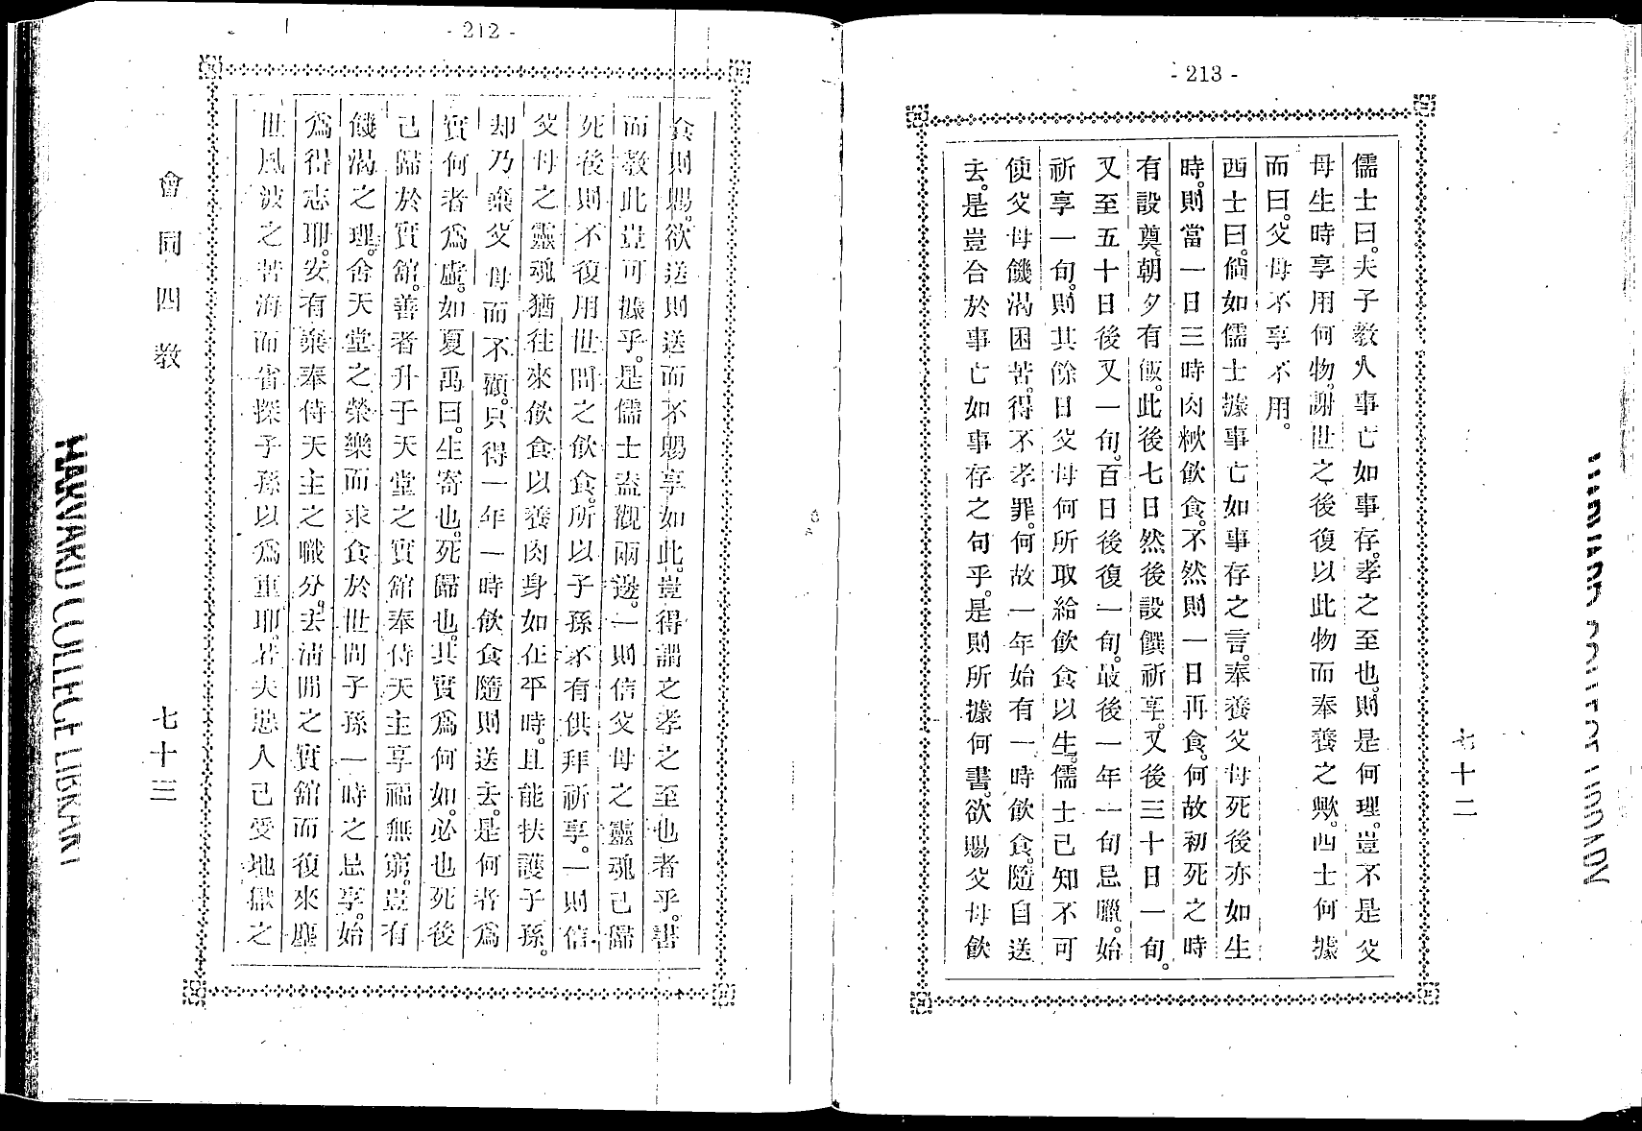 - 213 -
儒士曰。夫子敎人事亡如事存。孝之至也。則是何理。豈不是父
母生時享用何物。謝世之後復以此物而奉養之歟。西士何據
而曰。父母不享不用。
西士曰。倘如儒士據事亡如事存之言。奉養父母死後亦如生
時。則當一日三時肉粄飲食。不然則一日再食。何故初死之時
有設奠。朝夕有飯。此後七日然後設饌祈享。又後三十日一旬。
又至五十日後又一旬。百日後復一旬。最後一年一旬忌臘。始
祈享一旬。則其餘日父母何所取給飲食以生。儒士已知不可
使父母饑渴困苦。得不孝罪。何故一年始有一時飲食。隨自送
去。是豈合於事亡如事存之句乎。是則所據何書。欲賜父母飲
七十二
- 212 -
食則賜。欲送則送而不賜享如此。豈得謂之孝之至也者乎。書
而敎此豈可據乎。是儒士盍觀兩邊。一則信父母之靈魂已歸
死後則不復用世間之飲食。所以子孫不有供拜祈享。一則信
父母之靈魂猶往來飲食以養肉身如在平時。且能扶護子孫。
却乃棄父母而不顧。只得一年一時飲食隨則送去。是何者爲
實何者爲虛。如夏禹曰。生寄也。死歸也。其實爲何如。必也死後
已歸於實舘。善者升于天堂之實舘奉侍天主享福無窮。豈有
饑渴之理。舍天堂之榮樂而求食於世間子孫一時之忌享。始
爲得志耶。安有棄奉侍天主之職分。去淸閒之實舘而復來塵
世風波之苦海而省探子孫以爲重耶。若夫惡人已受地獄之
會同四敎
七十三
HARVARD COLLEGE LIBRARY